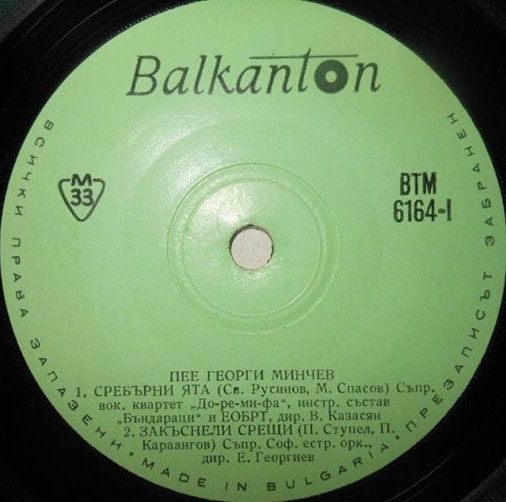 Balkanton
M
33
BTM
6164-I
ПЕЕ ГЕОРГИ МИНЧЕВ
1. СРЕБЪРНИ ЯТА (Св. Русинов, М. Спасов) Съпр.
вок. квартет „До-ре-ми-фа“, инстр. състав
„Бъндараци“ и ЕОБРТ, дир. В. Казасян
2. ЗАКЪСНЕЛИ СРЕЩИ (П. Ступел, П.
Караангов) Съпр. Соф. естр. орк.,
дир. Е. Георгиев
ВСИЧКИ ПРАВА ЗАПАЗЕНИ • MADE IN BULGARIA • ПРЕЗАПИСЪТ ЗАБРАНЕН